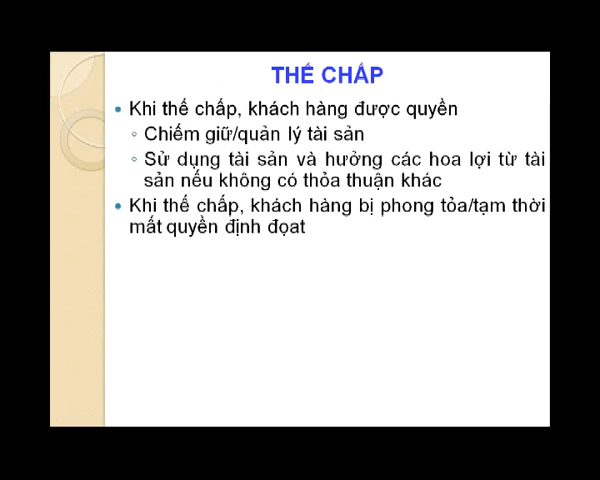 THẾ CHẤP
• Khi thế chấp, khách hàng được quyền
◦ Chiếm giữ/quản lý tài sản
◦ Sử dụng tài sản và hưởng các hoa lợi từ tài
sản nếu không có thỏa thuận khác
• Khi thế chấp, khách hàng bị phong tỏa/tạm thời
mất quyền định đọat